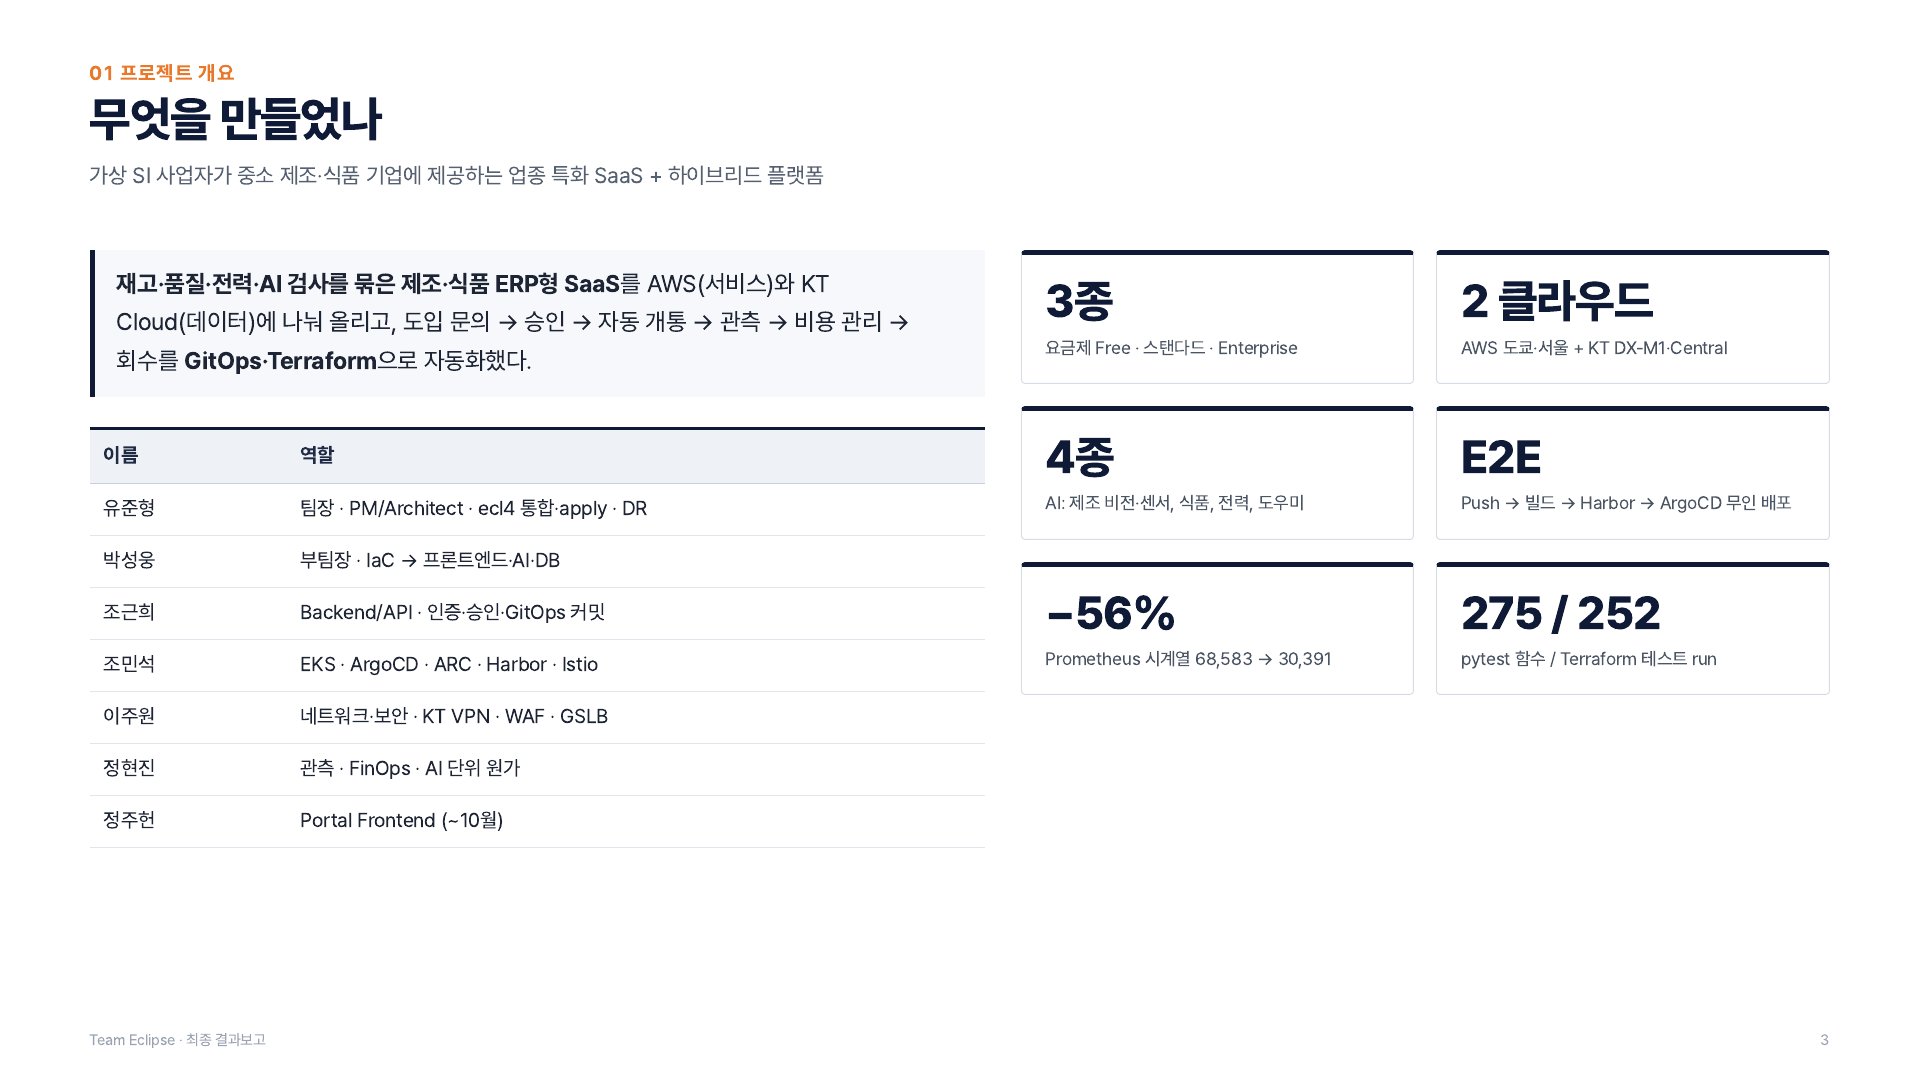 01 프로젝트 개요
무엇을 만들었나
가상 SI 사업자가 중소 제조·식품 기업에 제공하는 업종 특화 SaaS + 하이브리드 플랫폼
재고·품질·전력·AI 검사를 묶은 제조·식품 ERP형 SaaS를 AWS(서비스)와 KT
Cloud(데이터)에 나눠 올리고, 도입 문의 → 승인 → 자동 개통 → 관측 → 비용 관리 →
회수를 GitOps·Terraform으로 자동화했다.
이름 역할
유준형 팀장 · PM/Architect · ecl4 통합·apply · DR
박성웅 부팀장 · IaC → 프론트엔드·AI·DB
조근희 Backend/API · 인증·승인·GitOps 커밋
조민석 EKS · ArgoCD · ARC · Harbor · Istio
이주원 네트워크·보안 · KT VPN · WAF · GSLB
정현진 관측 · FinOps · AI 단위 원가
정주헌 Portal Frontend (~10월)
3종
요금제 Free · 스탠다드 · Enterprise
2 클라우드
AWS 도쿄·서울 + KT DX-M1·Central
4종
AI: 제조 비전·센서, 식품, 전력, 도우미
E2E
Push → 빌드 → Harbor → ArgoCD 무인 배포
−56%
Prometheus 시계열 68,583 → 30,391
275 / 252
pytest 함수 / Terraform 테스트 run
Team Eclipse · 최종 결과보고
3